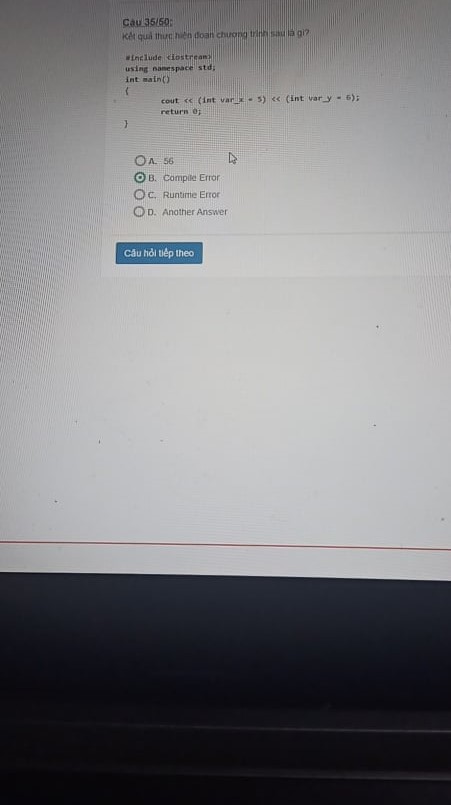 Câu 35/50:
Kết quả thực hiện đoạn chương trình sau là gì?
#include <iostream>
using namespace std;
int main()
{
cout << (int var_x = 5) << (int var_y = 6);
return 0;
}
A. 56
B. Compile Error
C. Runtime Error
D. Another Answer
Câu hỏi tiếp theo